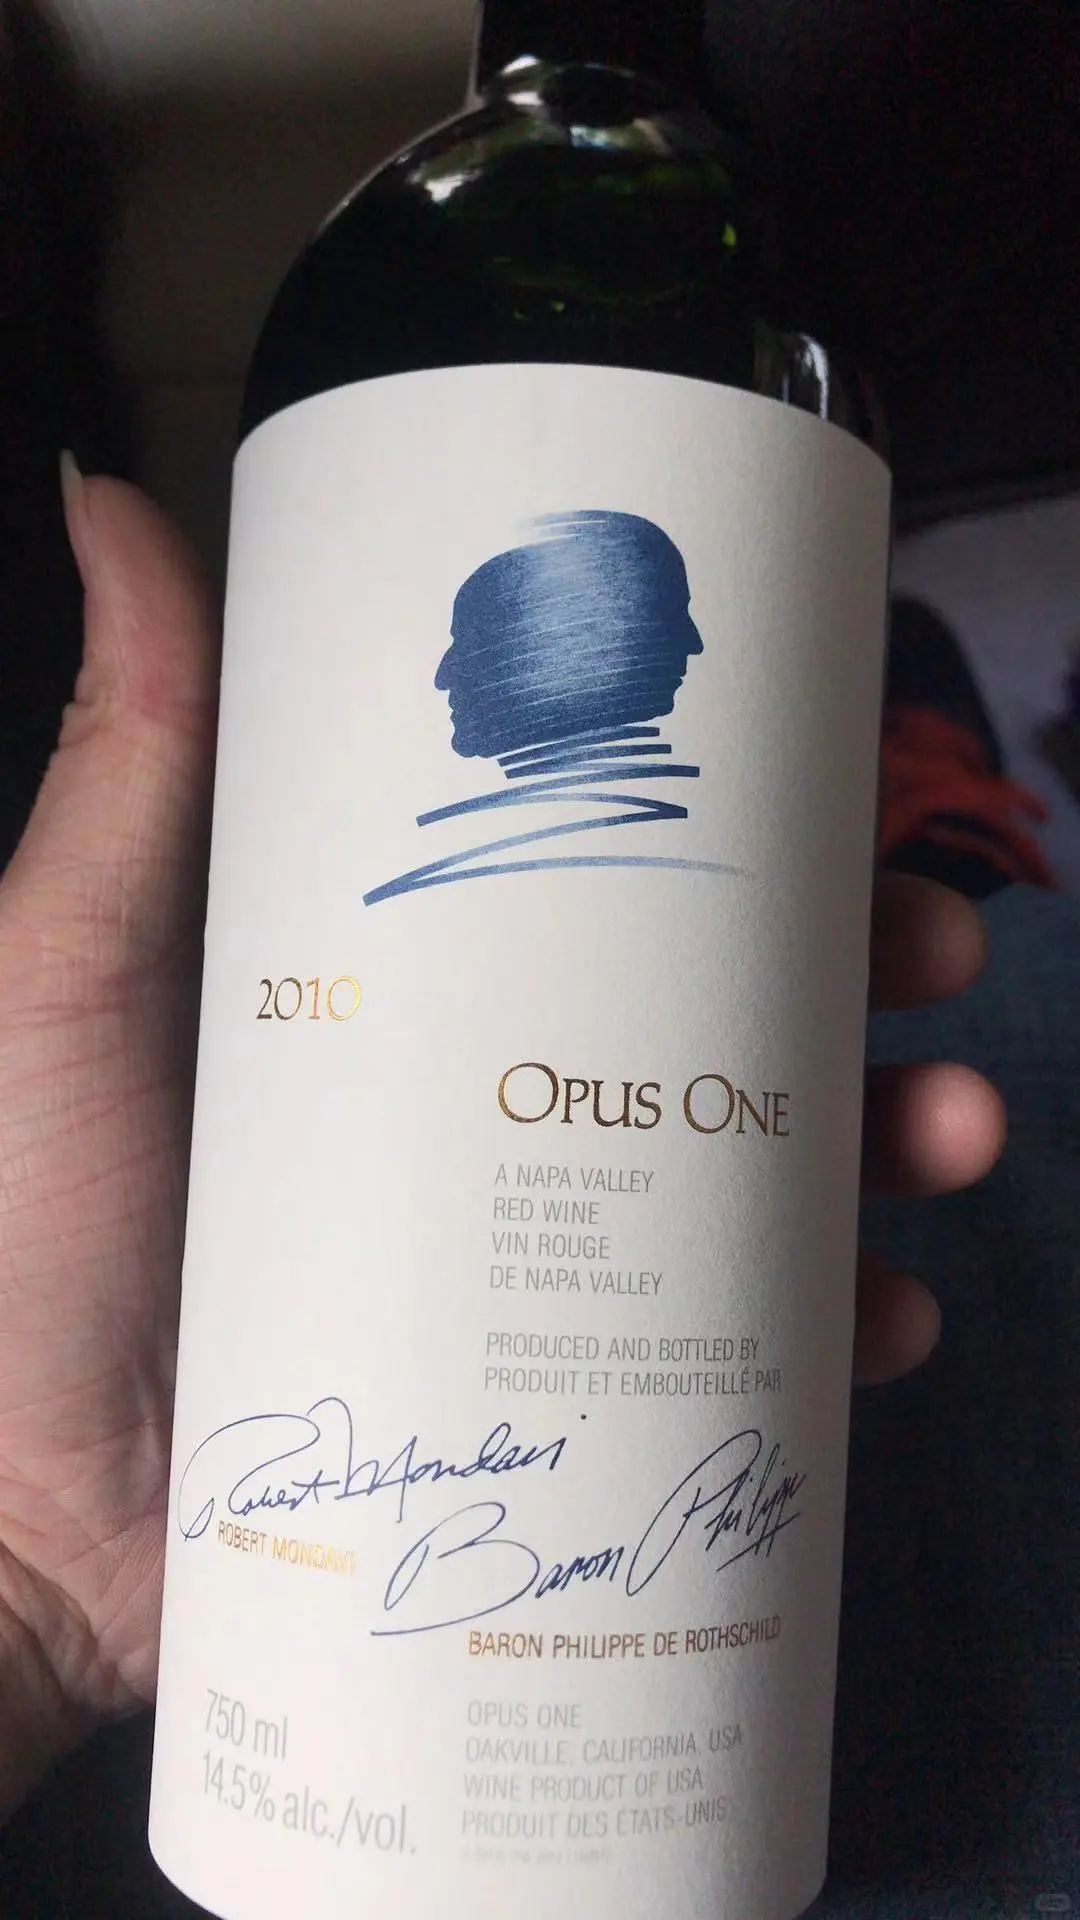 2010
OPUS ONE
A NAPA VALLEY
RED WINE
VIN ROUGE
DE NAPA VALLEY
PRODUCED AND BOTTLED BY
PRODUIT ET EMBOUTEILLÉ PAR
Robert Mondavi
ROBERT MONDAVI
Baron Philippe
BARON PHILIPPE DE ROTHSCHILD
750 ml
14.5% alc./vol.
OPUS ONE
OAKVILLE, CALIFORNIA, USA
WINE PRODUCT OF USA
PRODUIT DES ÉTATS-UNIS